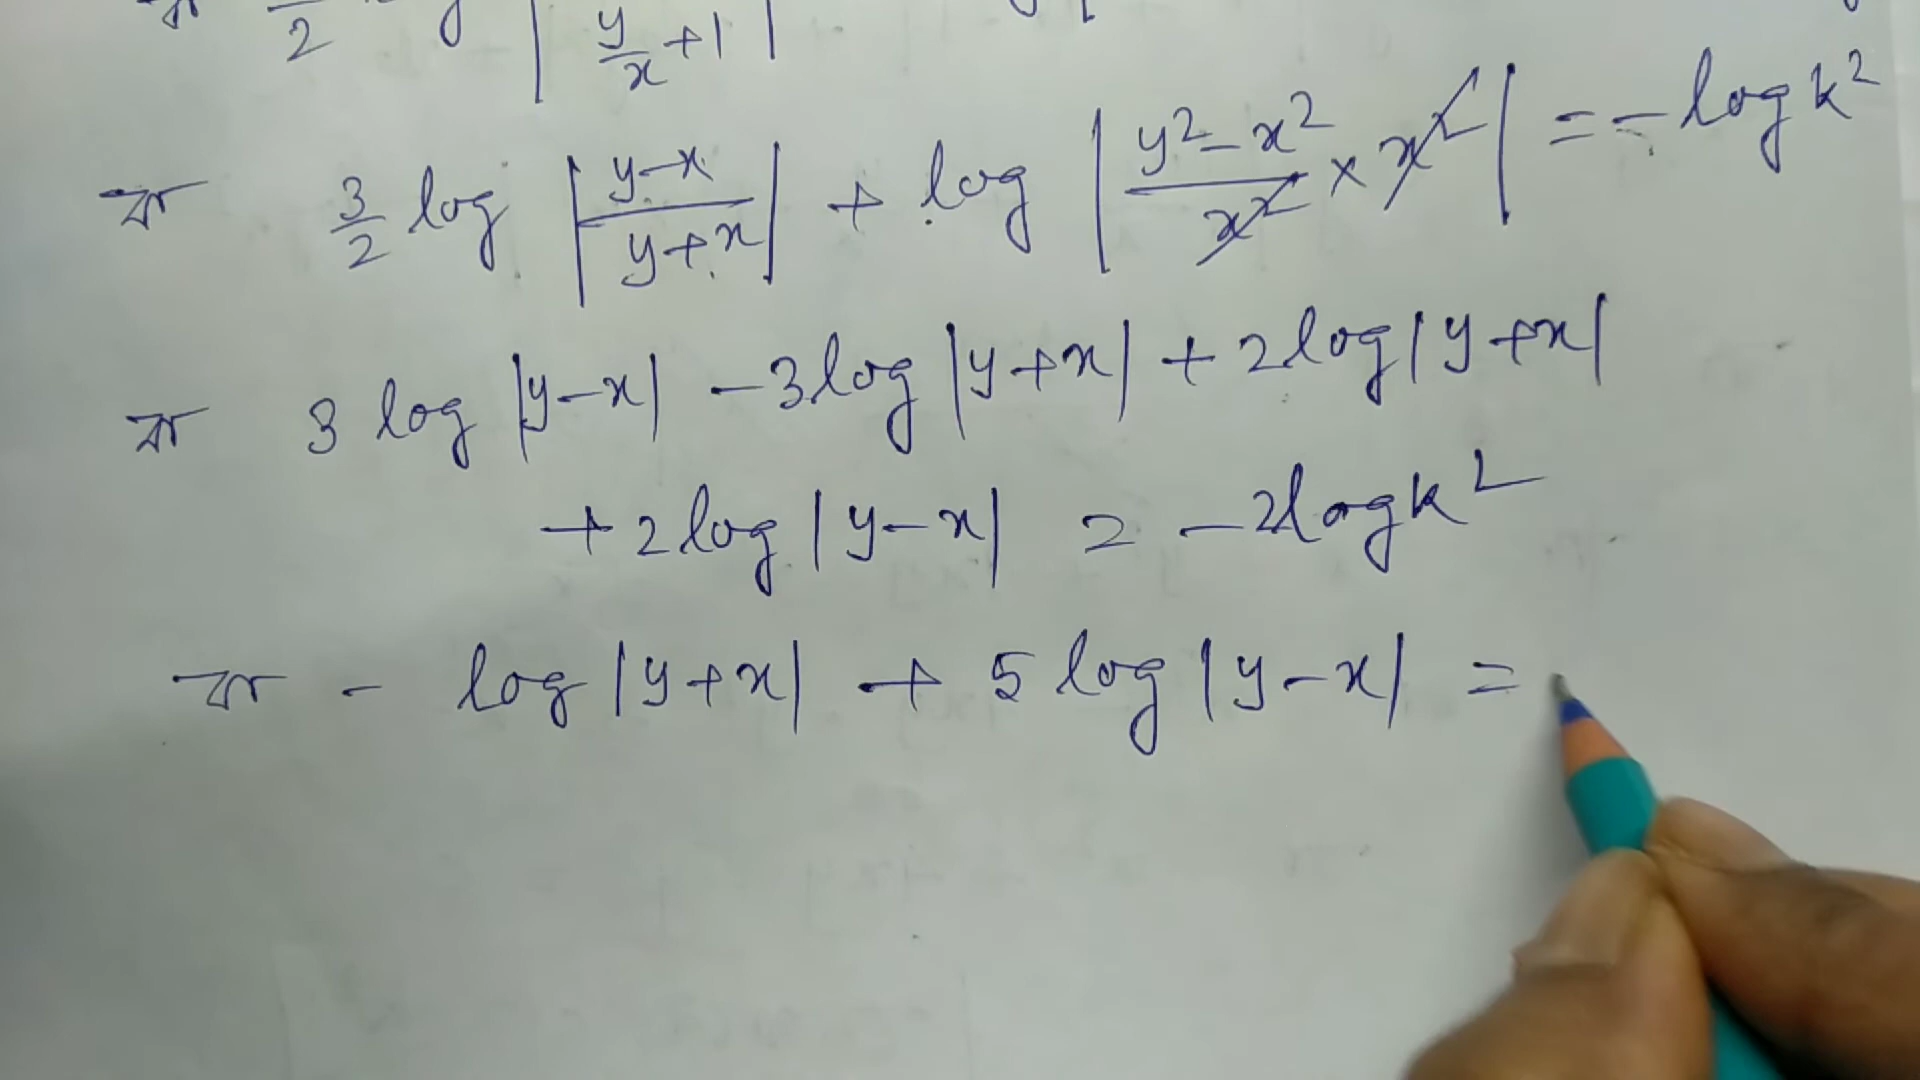 2 | y/x + 1 |
বা 3/2 log | (y-x)/(y+x) | + log | (y²-x²)/x² × x² | = - log k²
বা 3 log |y-x| - 3 log |y+x| + 2 log |y+x|
+ 2 log |y-x| = - 2 log k²
বা - log |y+x| + 5 log |y-x| =